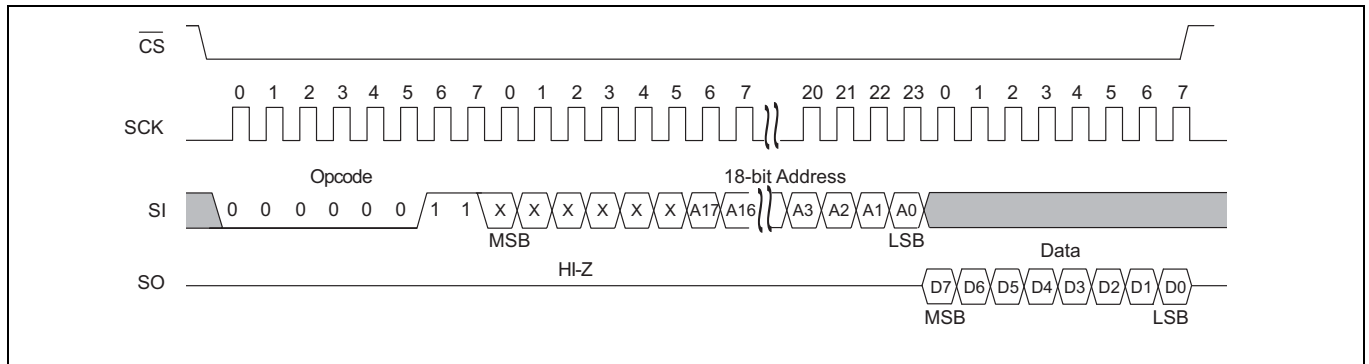 CS
0 1 2 3 4 5 6 7 0 1 2 3 4 5 6 7 20 21 22 23 0 1 2 3 4 5 6 7
SCK
Opcode 18-bit Address
SI 0 0 0 0 0 0 1 1 X X X X X X A17 A16 A3 A2 A1 A0
MSB LSB
HI-Z Data
SO D7 D6 D5 D4 D3 D2 D1 D0
MSB LSB